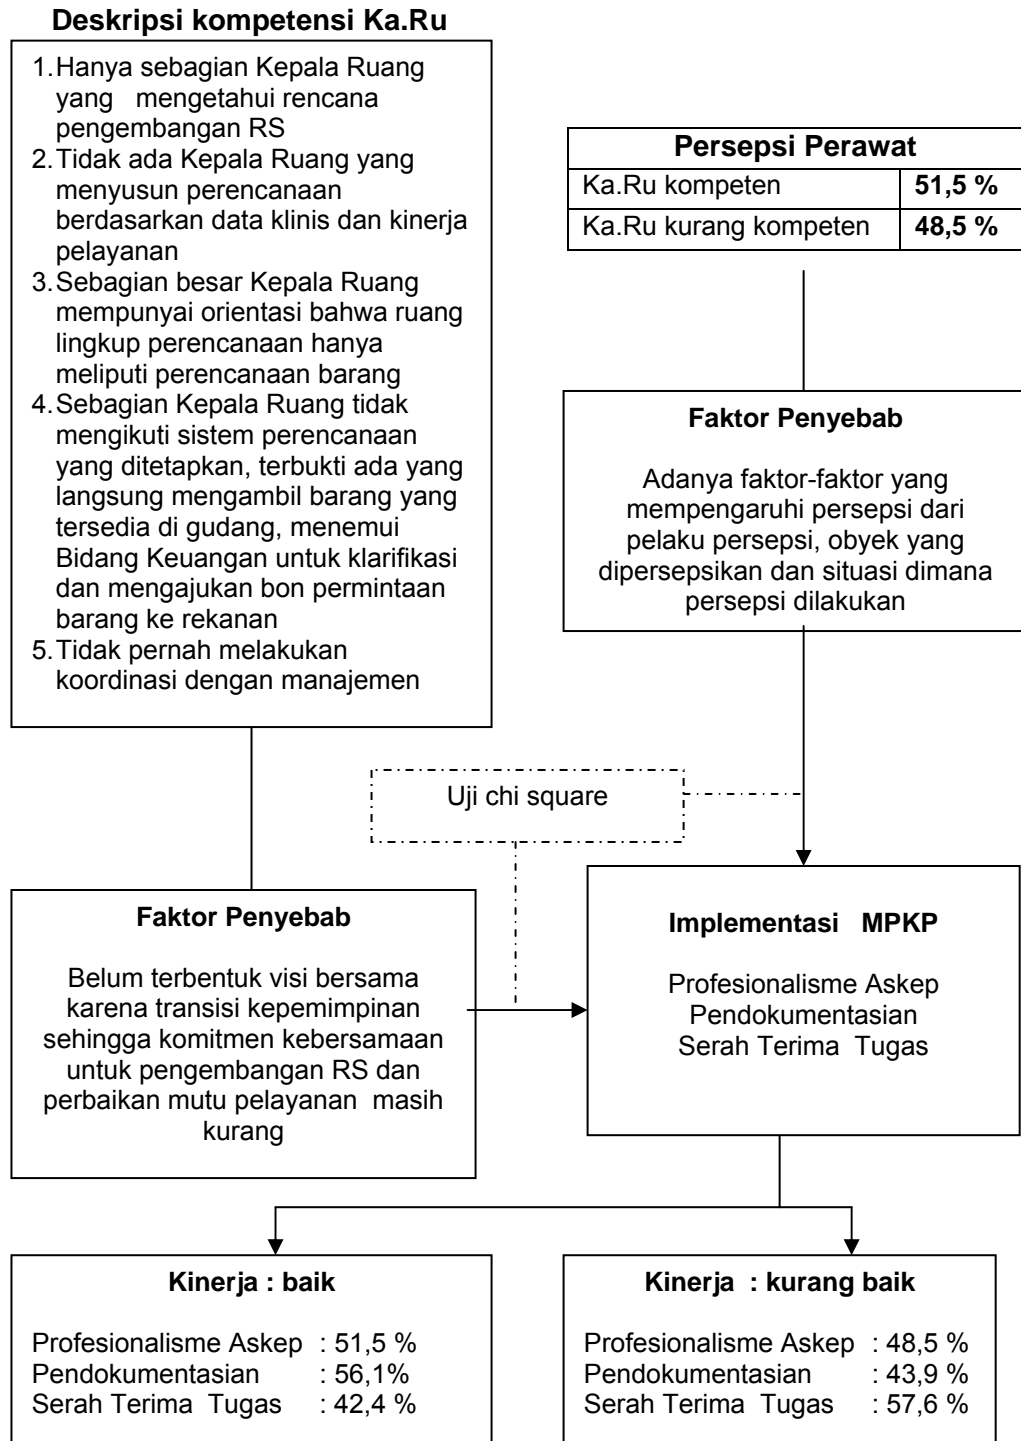 Deskripsi kompetensi Ka.Ru
1. Hanya sebagian Kepala Ruang
yang mengetahui rencana
pengembangan RS
2. Tidak ada Kepala Ruang yang
menyusun perencanaan
berdasarkan data klinis dan kinerja
pelayanan
3. Sebagian besar Kepala Ruang
mempunyai orientasi bahwa ruang
lingkup perencanaan hanya
meliputi perencanaan barang
4. Sebagian Kepala Ruang tidak
mengikuti sistem perencanaan
yang ditetapkan, terbukti ada yang
langsung mengambil barang yang
tersedia di gudang, menemui
Bidang Keuangan untuk klarifikasi
dan mengajukan bon permintaan
barang ke rekanan
5. Tidak pernah melakukan
koordinasi dengan manajemen
Persepsi Perawat
Ka.Ru kompeten 51,5 %
Ka.Ru kurang kompeten 48,5 %
Faktor Penyebab
Adanya faktor-faktor yang
mempengaruhi persepsi dari
pelaku persepsi, obyek yang
dipersepsikan dan situasi dimana
persepsi dilakukan
Uji chi square
Faktor Penyebab
Belum terbentuk visi bersama
karena transisi kepemimpinan
sehingga komitmen kebersamaan
untuk pengembangan RS dan
perbaikan mutu pelayanan masih
kurang
Implementasi MPKP
Profesionalisme Askep
Pendokumentasian
Serah Terima Tugas
Kinerja : baik
Profesionalisme Askep : 51,5 %
Pendokumentasian : 56,1%
Serah Terima Tugas : 42,4 %
Kinerja : kurang baik
Profesionalisme Askep : 48,5 %
Pendokumentasian : 43,9 %
Serah Terima Tugas : 57,6 %